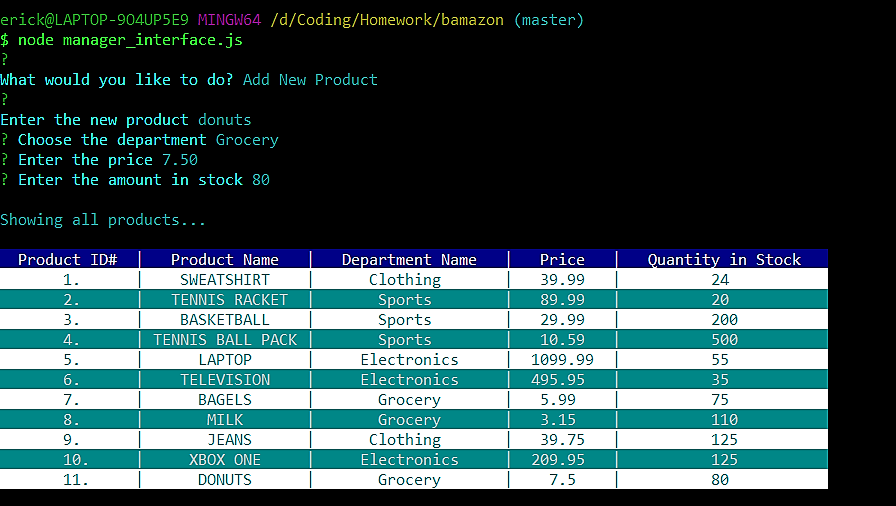 erick@LAPTOP-9O4UP5E9 MINGW64 /d/Coding/Homework/bamazon (master)
$ node manager_interface.js
?
What would you like to do? Add New Product
?
Enter the new product donuts
? Choose the department Grocery
? Enter the price 7.50
? Enter the amount in stock 80
Showing all products...
Product ID# | Product Name | Department Name | Price | Quantity in Stock
1. | SWEATSHIRT | Clothing | 39.99 | 24
2. | TENNIS RACKET | Sports | 89.99 | 20
3. | BASKETBALL | Sports | 29.99 | 200
4. | TENNIS BALL PACK | Sports | 10.59 | 500
5. | LAPTOP | Electronics | 1099.99 | 55
6. | TELEVISION | Electronics | 495.95 | 35
7. | BAGELS | Grocery | 5.99 | 75
8. | MILK | Grocery | 3.15 | 110
9. | JEANS | Clothing | 39.75 | 125
10. | XBOX ONE | Electronics | 209.95 | 125
11. | DONUTS | Grocery | 7.5 | 80